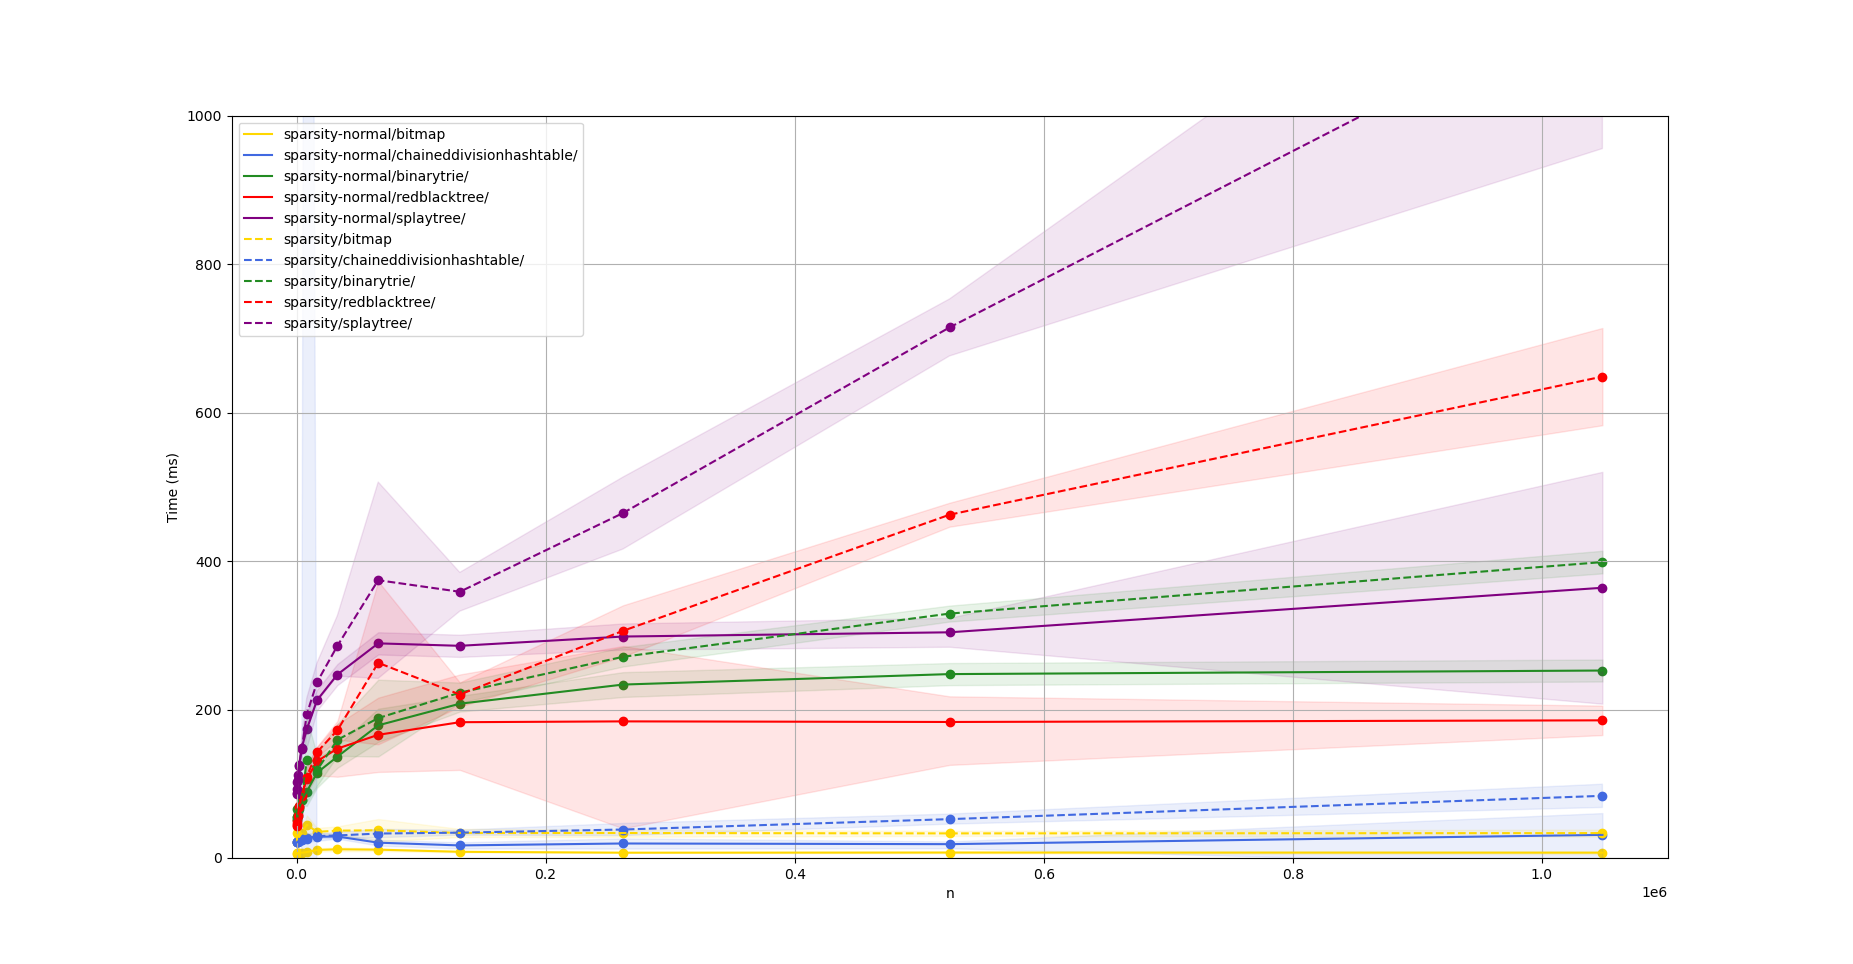 1000
800
600
400
200
0
Time (ms)
sparsity-normal/bitmap
sparsity-normal/chaineddivisionhashtable/
sparsity-normal/binarytrie/
sparsity-normal/redblacktree/
sparsity-normal/splaytree/
sparsity/bitmap
sparsity/chaineddivisionhashtable/
sparsity/binarytrie/
sparsity/redblacktree/
sparsity/splaytree/
0.0 0.2 0.4 0.6 0.8 1.0
1e6
n